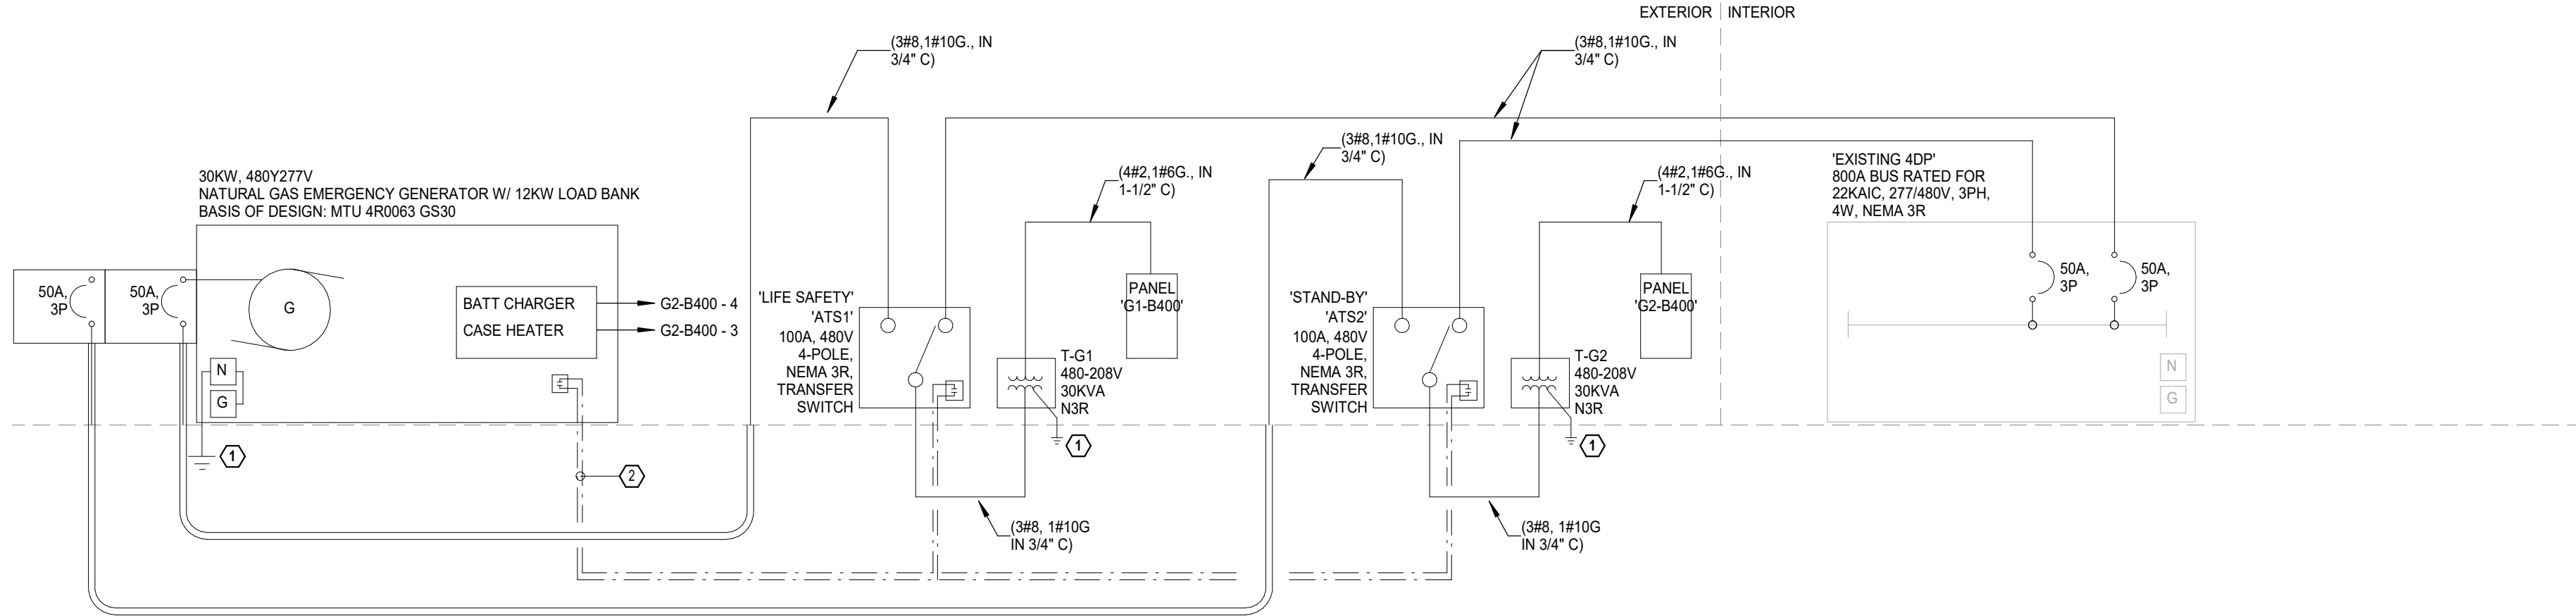 EXTERIOR
INTERIOR
(3#8,1#10G., IN
3/4" C)
(3#8,1#10G., IN
3/4" C)
(3#8,1#10G., IN
3/4" C)
(4#2,1#6G., IN
1-1/2" C)
(4#2,1#6G., IN
1-1/2" C)
30KW, 480Y277V
NATURAL GAS EMERGENCY GENERATOR W/ 12KW LOAD BANK
BASIS OF DESIGN: MTU 4R0063 GS30
'EXISTING 4DP'
800A BUS RATED FOR
22KAIC, 277/480V, 3PH,
4W, NEMA 3R
50A,
3P
50A,
3P
G
BATT CHARGER
CASE HEATER
G2-B400 - 4
G2-B400 - 3
N
G
'LIFE SAFETY'
'ATS1'
100A, 480V
4-POLE,
NEMA 3R,
TRANSFER
SWITCH
T-G1
480-208V
30KVA
N3R
PANEL
'G1-B400'
'STAND-BY'
'ATS2'
100A, 480V
4-POLE,
NEMA 3R,
TRANSFER
SWITCH
T-G2
480-208V
30KVA
N3R
PANEL
'G2-B400'
50A,
3P
50A,
3P
N
G
1
2
1
1
(3#8, 1#10G
IN 3/4" C)
(3#8, 1#10G
IN 3/4" C)